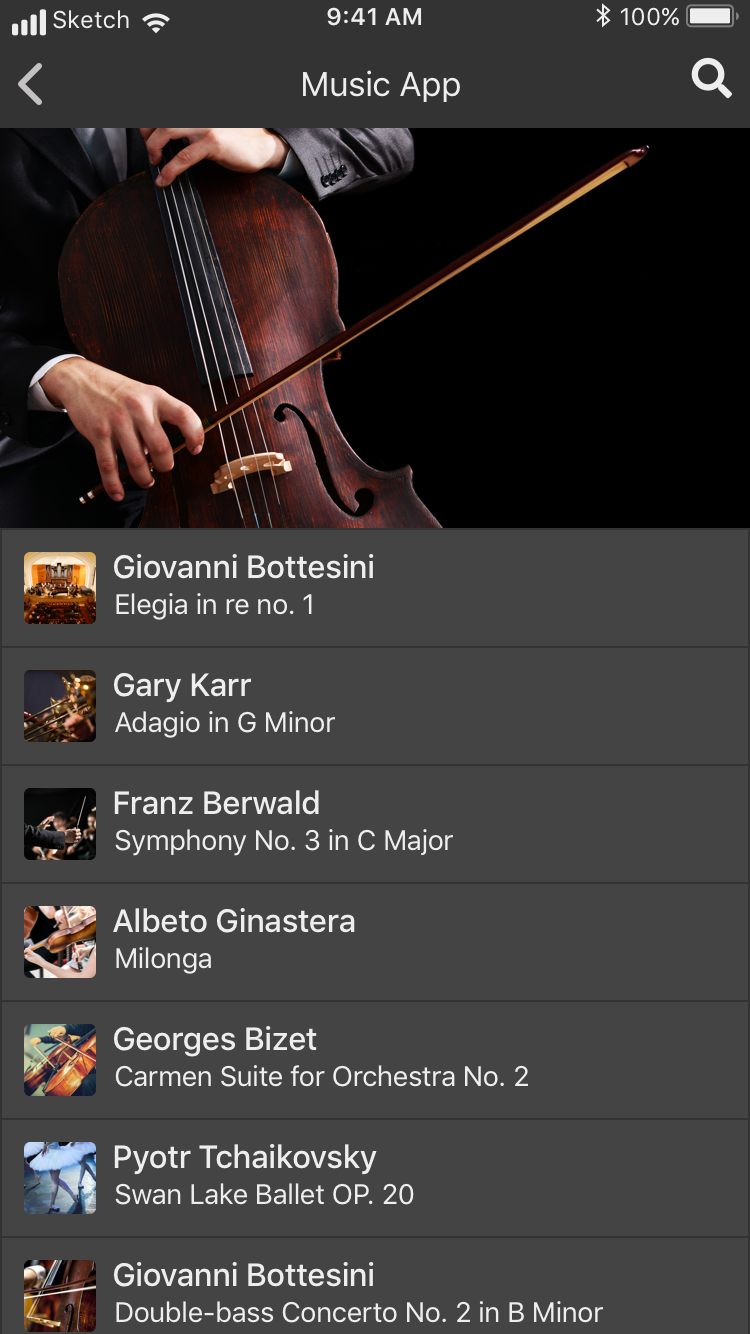 Sketch 9:41 AM 100%
Music App
Giovanni Bottesini
Elegia in re no. 1
Gary Karr
Adagio in G Minor
Franz Berwald
Symphony No. 3 in C Major
Albeto Ginastera
Milonga
Georges Bizet
Carmen Suite for Orchestra No. 2
Pyotr Tchaikovsky
Swan Lake Ballet OP. 20
Giovanni Bottesini
Double-bass Concerto No. 2 in B Minor